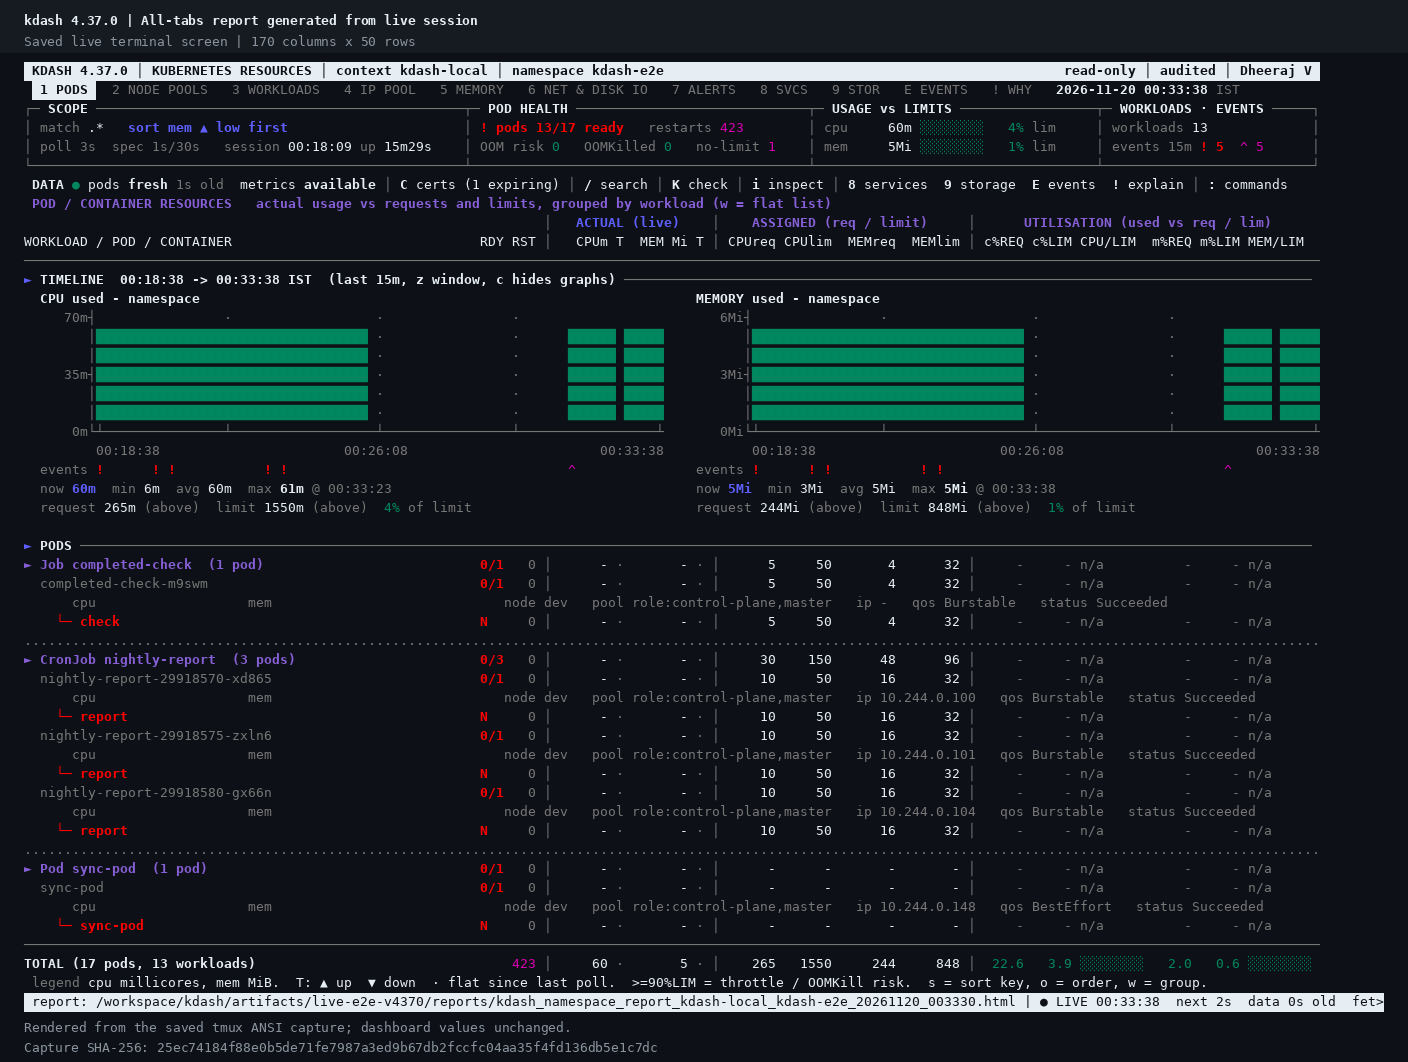 kdash 4.37.0 | All-tabs report generated from live session
Saved live terminal screen | 170 columns x 50 rows
KDASH 4.37.0 │ KUBERNETES RESOURCES │ context kdash-local │ namespace kdash-e2e read-only │ audited │ Dheeraj V
1 PODS 2 NODE POOLS 3 WORKLOADS 4 IP POOL 5 MEMORY 6 NET & DISK IO 7 ALERTS 8 SVCS 9 STOR E EVENTS ! WHY 2026-11-20 00:33:38 IST
SCOPE POD HEALTH USAGE vs LIMITS WORKLOADS · EVENTS
match .* sort mem ▲ low first │ ! pods 13/17 ready restarts 423 │ cpu 60m ░░░░░░░░ 4% lim │ workloads 13
poll 3s spec 1s/30s session 00:18:09 up 15m29s │ OOM risk 0 OOMKilled 0 no-limit 1 │ mem 5Mi ░░░░░░░░ 1% lim │ events 15m ! 5 ^ 5
DATA ● pods fresh 1s old metrics available │ C certs (1 expiring) │ / search │ K check │ i inspect │ 8 services 9 storage E events ! explain │ : commands
POD / CONTAINER RESOURCES actual usage vs requests and limits, grouped by workload (w = flat list)
│ ACTUAL (live) │ ASSIGNED (req / limit) │ UTILISATION (used vs req / lim)
WORKLOAD / POD / CONTAINER RDY RST │ CPUm T MEM Mi T │ CPUreq CPUlim MEMreq MEMlim │ c%REQ c%LIM CPU/LIM m%REQ m%LIM MEM/LIM
► TIMELINE 00:18:38 -> 00:33:38 IST (last 15m, z window, c hides graphs)
CPU used - namespace MEMORY used - namespace
70m 6Mi
35m 3Mi
0m 0Mi
00:18:38 00:26:08 00:33:38 00:18:38 00:26:08 00:33:38
events ! ! ! ! ! ^ events ! ! ! ! ! ^
now 60m min 6m avg 60m max 61m @ 00:33:23 now 5Mi min 3Mi avg 5Mi max 5Mi @ 00:33:38
request 265m (above) limit 1550m (above) 4% of limit request 244Mi (above) limit 848Mi (above) 1% of limit
► PODS
► Job completed-check (1 pod) 0/1 0 │ - · - · │ 5 50 4 32 │ - - n/a - - n/a
completed-check-m9swm 0/1 0 │ - · - · │ 5 50 4 32 │ - - n/a - - n/a
cpu mem node dev pool role:control-plane,master ip - qos Burstable status Succeeded
└─ check N 0 │ - · - · │ 5 50 4 32 │ - - n/a - - n/a
► CronJob nightly-report (3 pods) 0/3 0 │ - · - · │ 30 150 48 96 │ - - n/a - - n/a
nightly-report-29918570-xd865 0/1 0 │ - · - · │ 10 50 16 32 │ - - n/a - - n/a
cpu mem node dev pool role:control-plane,master ip 10.244.0.100 qos Burstable status Succeeded
└─ report N 0 │ - · - · │ 10 50 16 32 │ - - n/a - - n/a
nightly-report-29918575-zxln6 0/1 0 │ - · - · │ 10 50 16 32 │ - - n/a - - n/a
cpu mem node dev pool role:control-plane,master ip 10.244.0.101 qos Burstable status Succeeded
└─ report N 0 │ - · - · │ 10 50 16 32 │ - - n/a - - n/a
nightly-report-29918580-gx66n 0/1 0 │ - · - · │ 10 50 16 32 │ - - n/a - - n/a
cpu mem node dev pool role:control-plane,master ip 10.244.0.104 qos Burstable status Succeeded
└─ report N 0 │ - · - · │ 10 50 16 32 │ - - n/a - - n/a
► Pod sync-pod (1 pod) 0/1 0 │ - · - · │ - - - - │ - - n/a - - n/a
sync-pod 0/1 0 │ - · - · │ - - - - │ - - n/a - - n/a
cpu mem node dev pool role:control-plane,master ip 10.244.0.148 qos BestEffort status Succeeded
└─ sync-pod N 0 │ - · - · │ - - - - │ - - n/a - - n/a
TOTAL (17 pods, 13 workloads) 423 │ 60 · 5 · │ 265 1550 244 848 │ 22.6 3.9 ░░░░░░░░ 2.0 0.6 ░░░░░░░░
legend cpu millicores, mem MiB. T: ▲ up ▼ down · flat since last poll. >=90%LIM = throttle / OOMKill risk. s = sort key, o = order, w = group.
report: /workspace/kdash/artifacts/live-e2e-v4370/reports/kdash_namespace_report_kdash-local_kdash-e2e_20261120_003330.html | ● LIVE 00:33:38 next 2s data 0s old fet>
Rendered from the saved tmux ANSI capture; dashboard values unchanged.
Capture SHA-256: 25ec74184f88e0b5de71fe7987a3ed9b67db2fccfc04aa35f4fd136db5e1c7dc